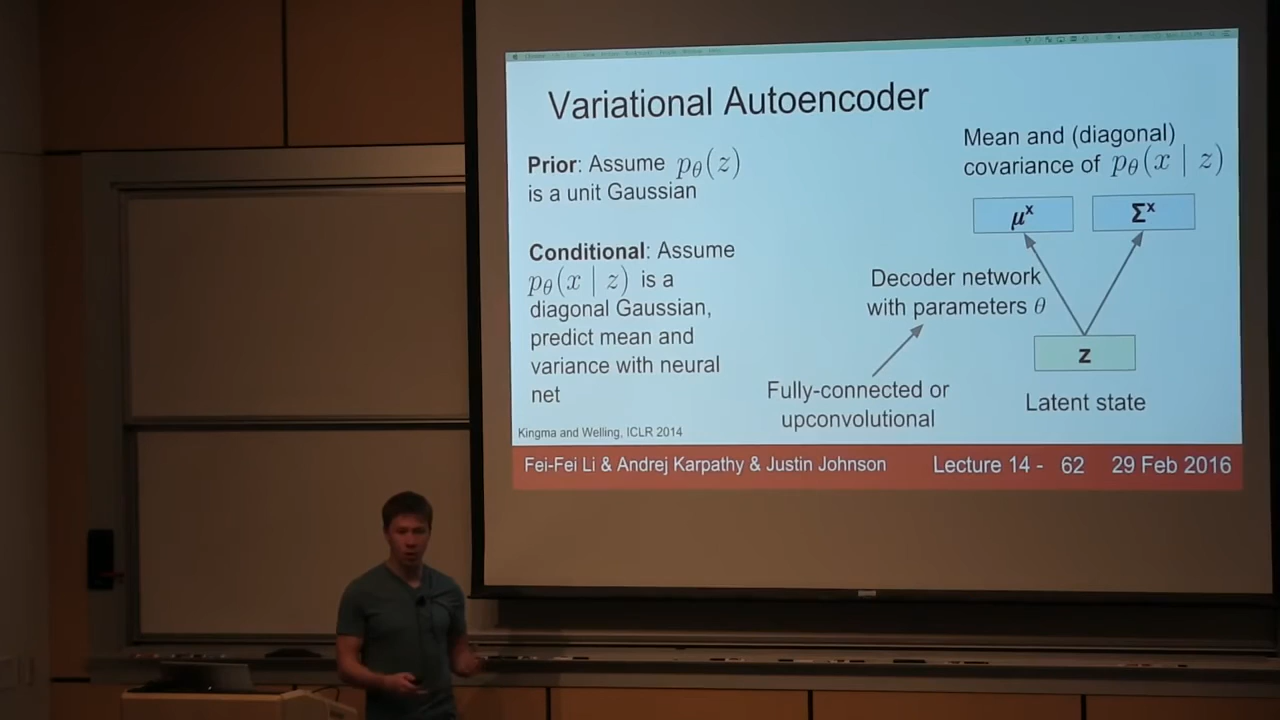 Variational Autoencoder
Prior: Assume pθ(z)
is a unit Gaussian
Conditional: Assume
pθ(x | z) is a
diagonal Gaussian,
predict mean and
variance with neural
net
Kingma and Welling, ICLR 2014
Mean and (diagonal)
covariance of pθ(x | z)
μˣ Σˣ
Decoder network
with parameters θ
z
Fully-connected or
upconvolutional
Latent state
Fei-Fei Li & Andrej Karpathy & Justin Johnson Lecture 14 - 62 29 Feb 2016